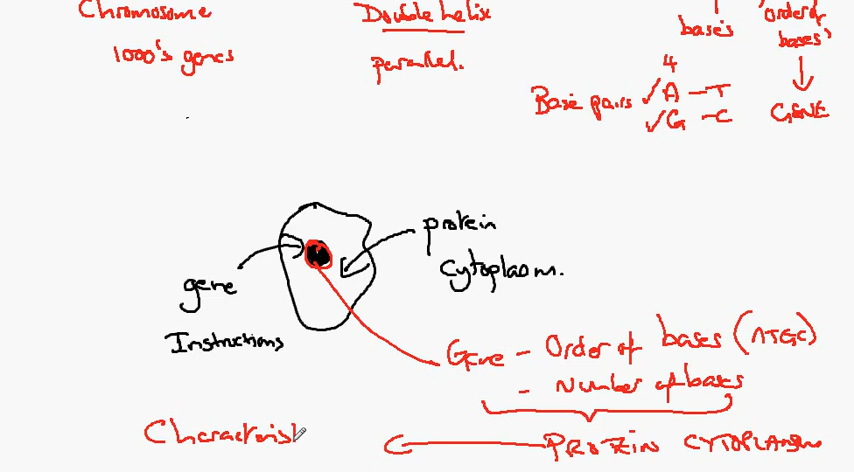 Chromosome
1000's genes
Double helix
parallel.
bases
'order of bases'
4
Base pairs ✓A – T
✓G – C
GENE
protein
Cytoplasm.
gene
Instructions
Gene – Order of bases (ATGC)
– Number of bases
Characterist
PROTEIN CYTOPLASM